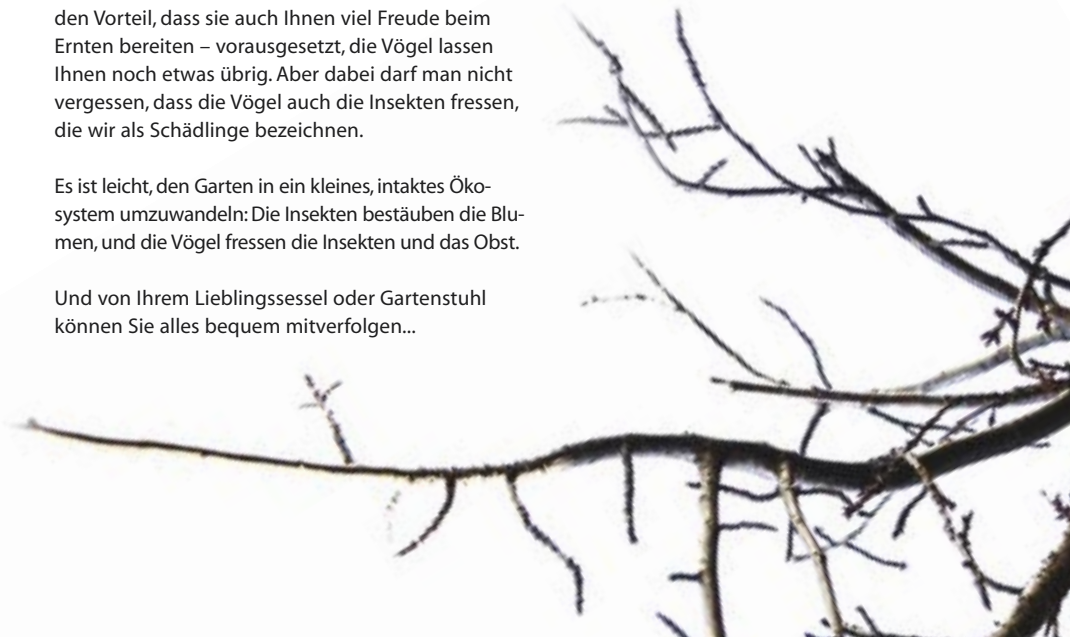 den Vorteil, dass sie auch Ihnen viel Freude beim
Ernten bereiten – vorausgesetzt, die Vögel lassen
Ihnen noch etwas übrig. Aber dabei darf man nicht
vergessen, dass die Vögel auch die Insekten fressen,
die wir als Schädlinge bezeichnen.

Es ist leicht, den Garten in ein kleines, intaktes Öko-
system umzuwandeln: Die Insekten bestäuben die Blu-
men, und die Vögel fressen die Insekten und das Obst.

Und von Ihrem Lieblingssessel oder Gartenstuhl
können Sie alles bequem mitverfolgen...